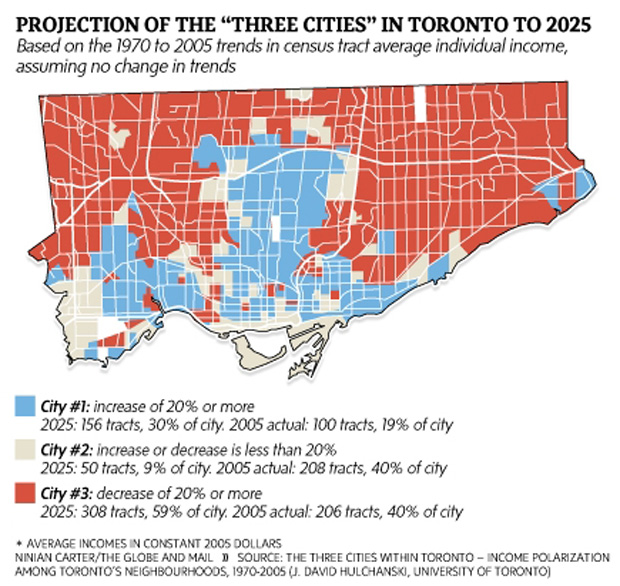 PROJECTION OF THE “THREE CITIES” IN TORONTO TO 2025
Based on the 1970 to 2005 trends in census tract average individual income,
assuming no change in trends
City #1: increase of 20% or more
2025: 156 tracts, 30% of city. 2005 actual: 100 tracts, 19% of city
City #2: increase or decrease is less than 20%
2025: 50 tracts, 9% of city. 2005 actual: 208 tracts, 40% of city
City #3: decrease of 20% or more
2025: 308 tracts, 59% of city. 2005 actual: 206 tracts, 40% of city
* AVERAGE INCOMES IN CONSTANT 2005 DOLLARS
NINIAN CARTER/THE GLOBE AND MAIL » SOURCE: THE THREE CITIES WITHIN TORONTO – INCOME POLARIZATION
AMONG TORONTO'S NEIGHBOURHOODS, 1970-2005 (J. DAVID HULCHANSKI, UNIVERSITY OF TORONTO)